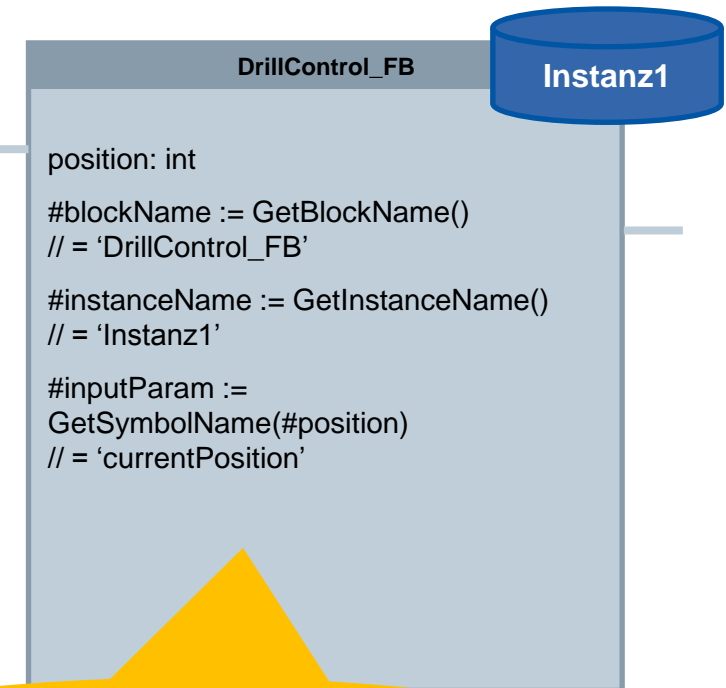 DrillControl_FB
Instanz1
position: int
#blockName := GetBlockName()
// = ‘DrillControl_FB’
#instanceName := GetInstanceName()
// = ‘Instanz1’
#inputParam :=
GetSymbolName(#position)
// = ‘currentPosition’